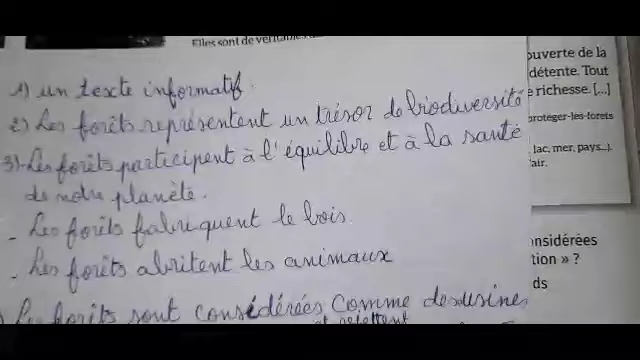 Elles sont de véritables
1) un texte informatif.
2) Les forêts représentent un trésor de biodiversité
3) Les forêts participent à l'équilibre et à la santé
de notre planète.
- Les forêts fabriquent le bois.
- Les forêts abritent les animaux
Les forêts sont considérées comme des usines
et rejettent
ouverte de la
détente. Tout
e richesse. [...]
proteger-les-forets
lac, mer, pays...).
'air.
onsidérées
tion » ?
ds